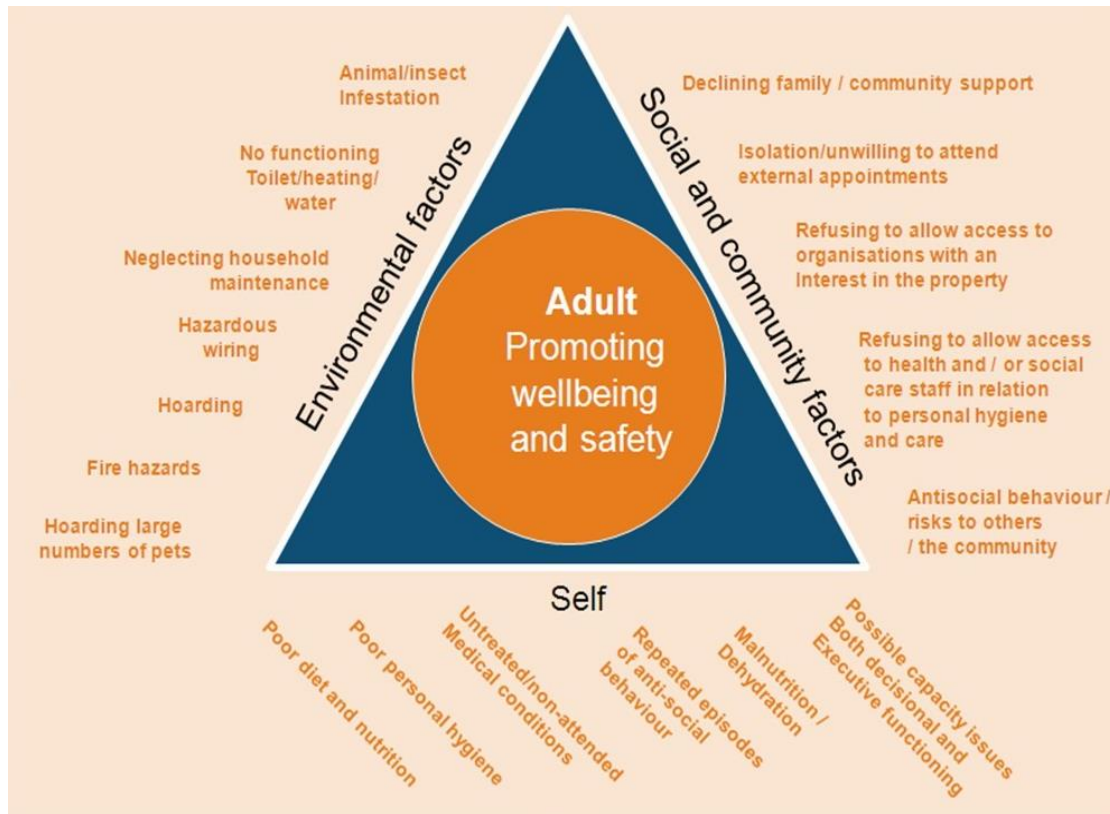 Animal/insect
Infestation
No functioning
Toilet/heating/
water
Neglecting household
maintenance
Hazardous
wiring
Hoarding
Fire hazards
Hoarding large
numbers of pets
Environmental factors
Adult
Promoting
wellbeing
and safety
Social and community factors
Declining family / community support
Isolation/unwilling to attend
external appointments
Refusing to allow access to
organisations with an
Interest in the property
Refusing to allow access
to health and / or social
care staff in relation
to personal hygiene
and care
Antisocial behaviour /
risks to others
/ the community
Self
Poor diet and nutrition
Poor personal hygiene
Untreated/non-attended
Medical conditions
Repeated episodes
of anti-social
behaviour
Malnutrition /
Dehydration
Possible capacity issues
Both decisional and
Executive functioning